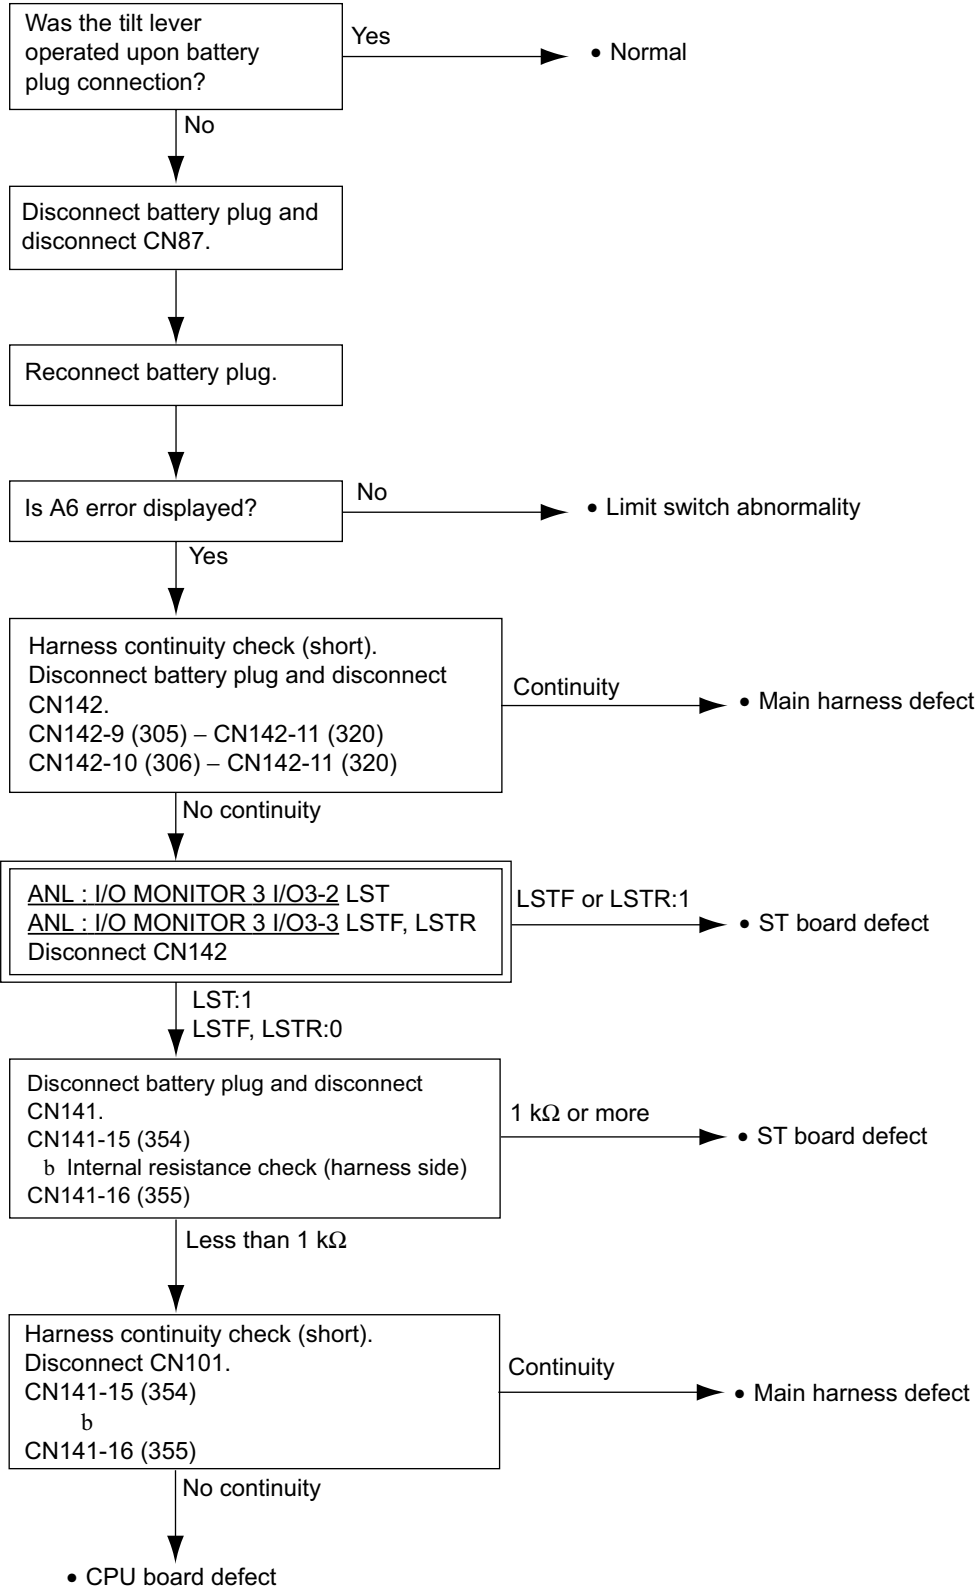 Was the tilt lever
operated upon battery
plug connection?
Yes
• Normal
No
Disconnect battery plug and
disconnect CN87.
Reconnect battery plug.
Is A6 error displayed?
No
• Limit switch abnormality
Yes
Harness continuity check (short).
Disconnect battery plug and disconnect
CN142.
CN142-9 (305) – CN142-11 (320)
CN142-10 (306) – CN142-11 (320)
Continuity
• Main harness defect
No continuity
ANL : I/O MONITOR 3 I/O3-2 LST
ANL : I/O MONITOR 3 I/O3-3 LSTF, LSTR
Disconnect CN142
LSTF or LSTR:1
• ST board defect
LST:1
LSTF, LSTR:0
Disconnect battery plug and disconnect
CN141.
CN141-15 (354)
b Internal resistance check (harness side)
CN141-16 (355)
1 kΩ or more
• ST board defect
Less than 1 kΩ
Harness continuity check (short).
Disconnect CN101.
CN141-15 (354)
b
CN141-16 (355)
Continuity
• Main harness defect
No continuity
• CPU board defect